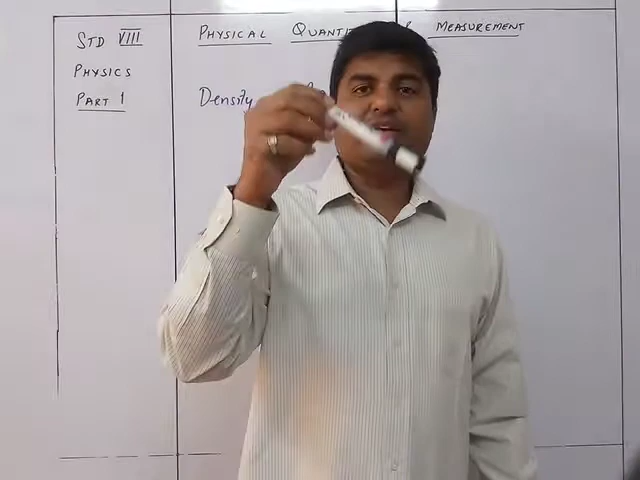 STD VIII
PHYSICS
PART 1
PHYSICAL MEASUREMENT
Density